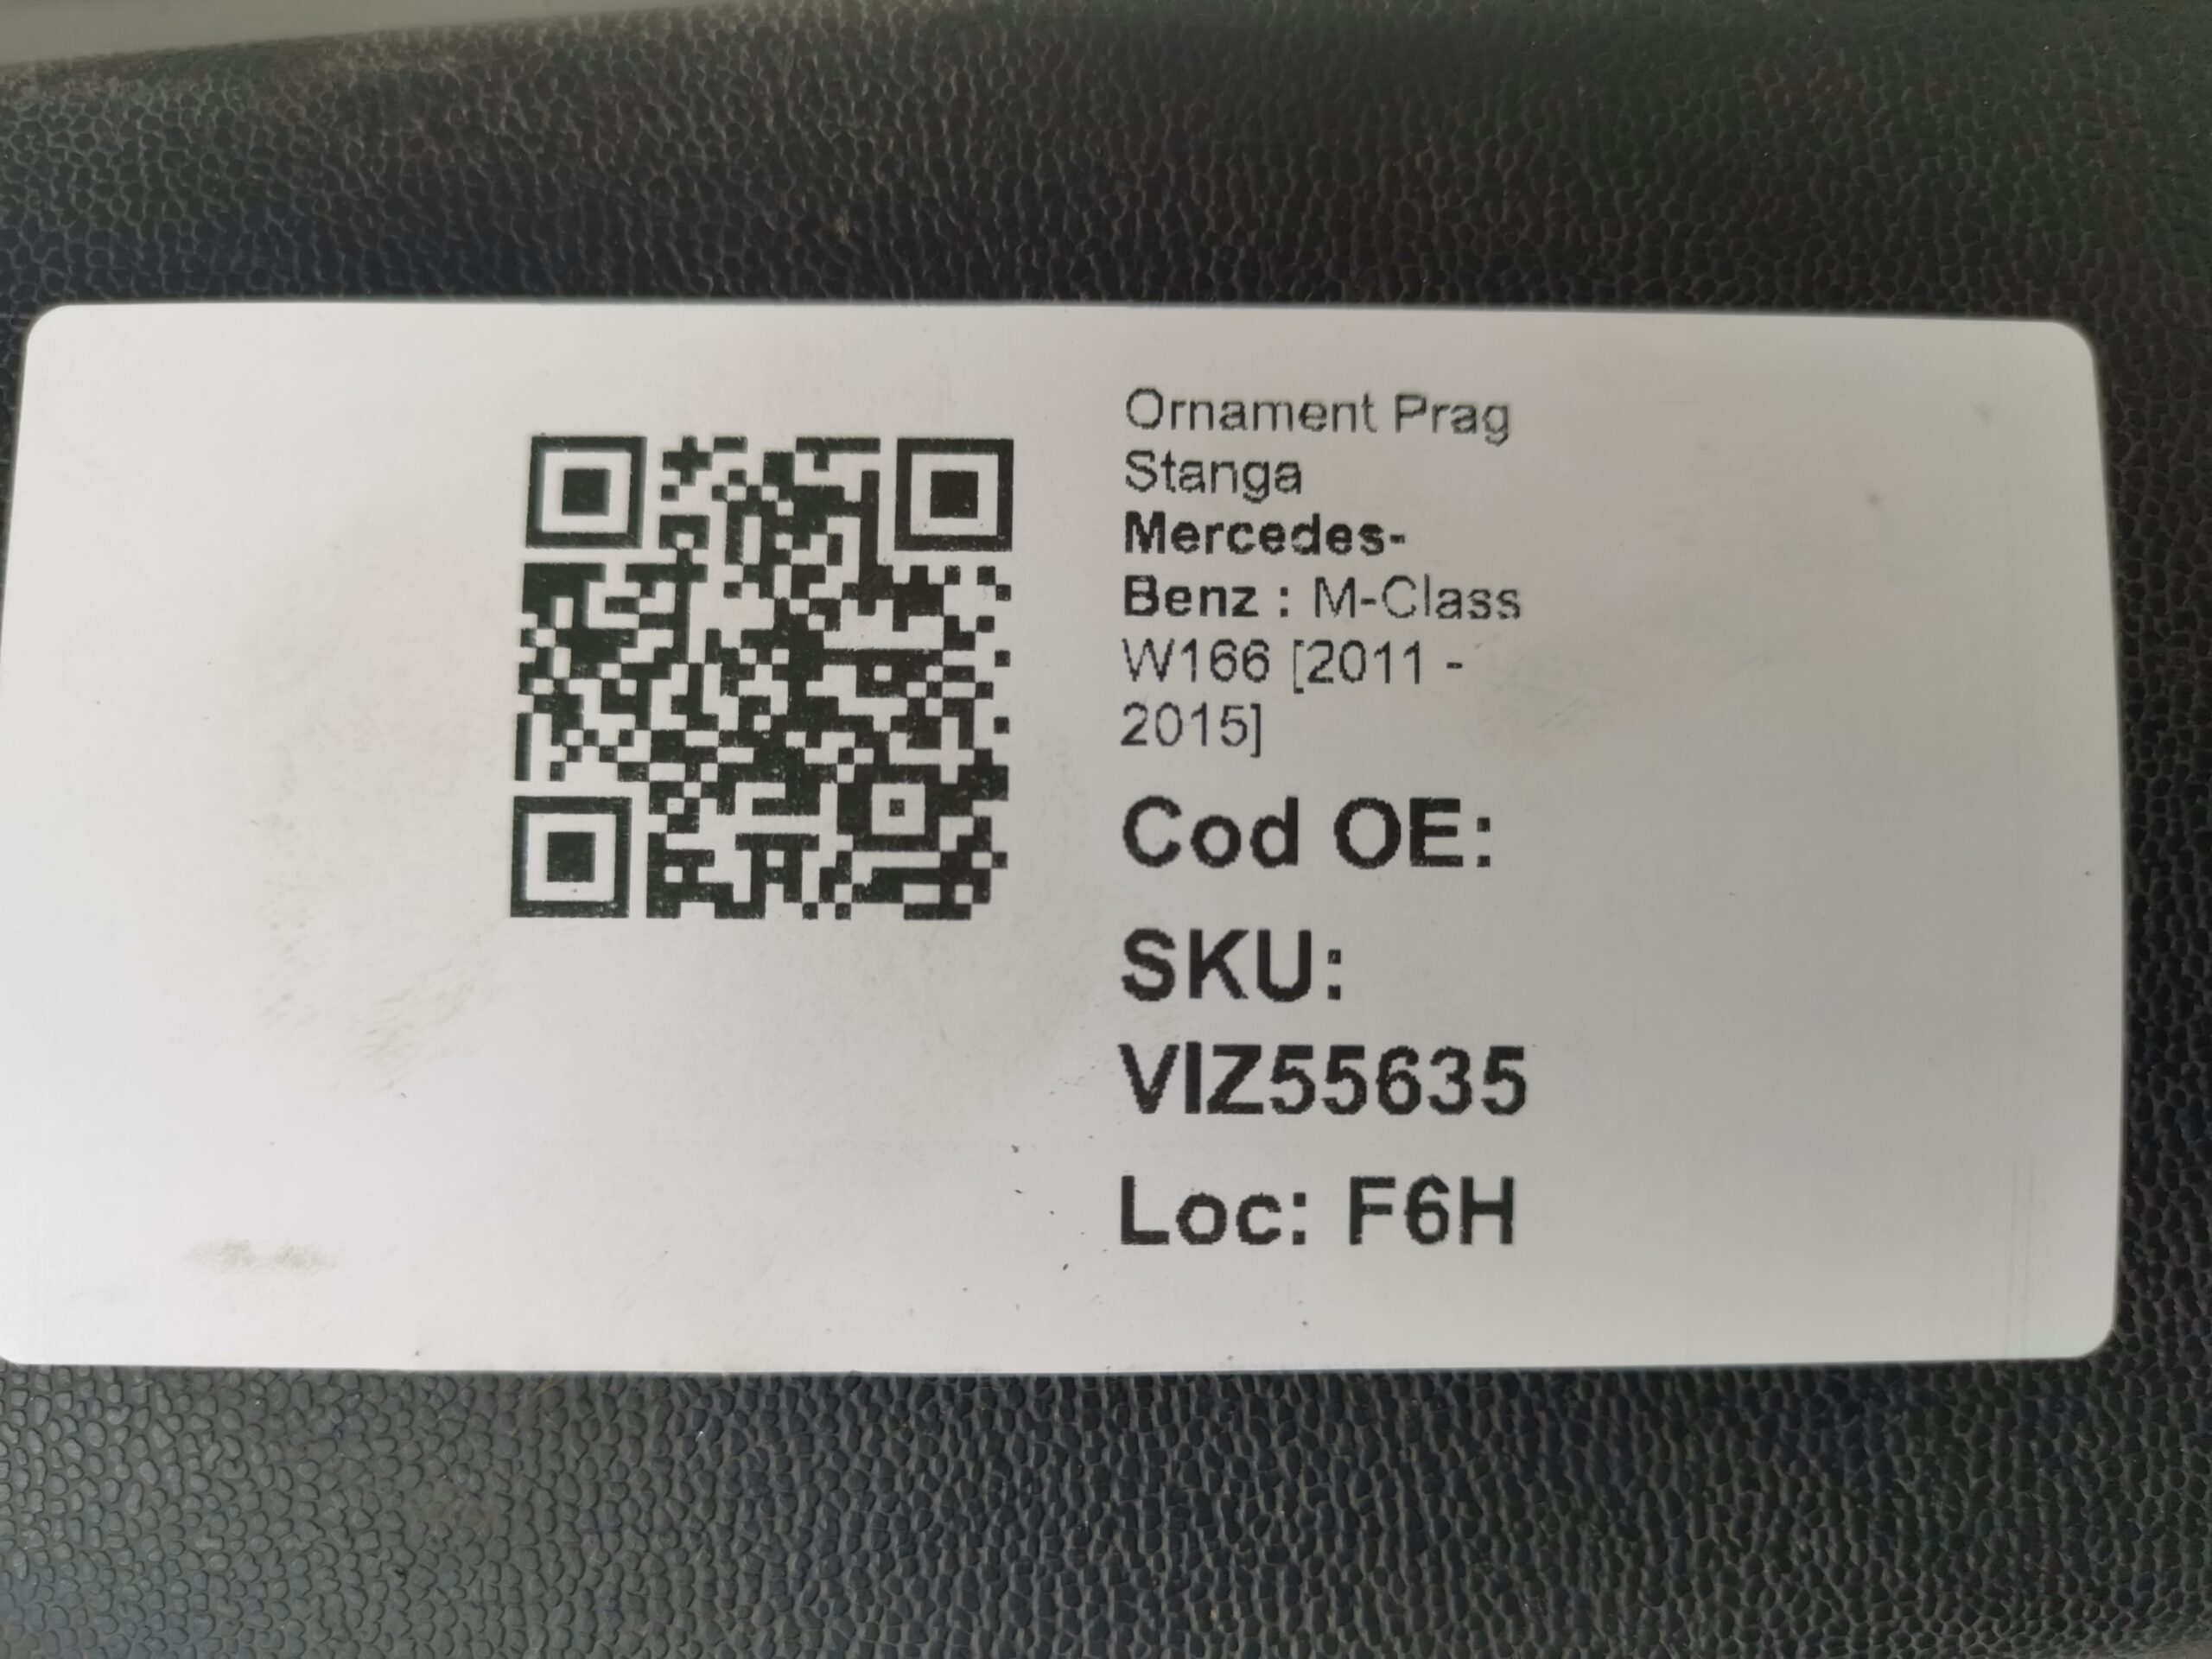 Ornament Prag
Stanga
Mercedes-
Benz : M-Class
W166 [2011 -
2015]
Cod OE:
SKU:
VIZ55635
Loc: F6H